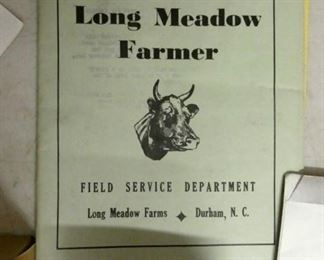 Long Meadow
Farmer
FIELD SERVICE DEPARTMENT
Long Meadow Farms ✦ Durham, N. C.